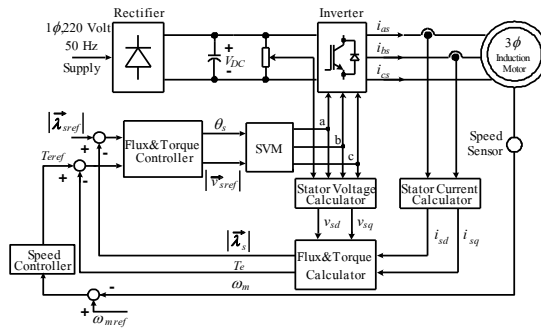 Rectifier
Inverter
1ϕ,220 Volt
50 Hz
Supply
+
V_DC
-
i_as
i_bs
i_cs
3ϕ
Induction
Motor
|λ_sref|
+
-
θ_s
a
b
c
Flux&Torque
Controller
SVM
Speed
Sensor
T_eref
+
-
|v_sref|
Stator Voltage
Calculator
Stator Current
Calculator
v_sd
v_sq
i_sd
i_sq
|λ_s|
Flux&Torque
Calculator
Speed
Controller
T_e
ω_m
-
+
ω_mref